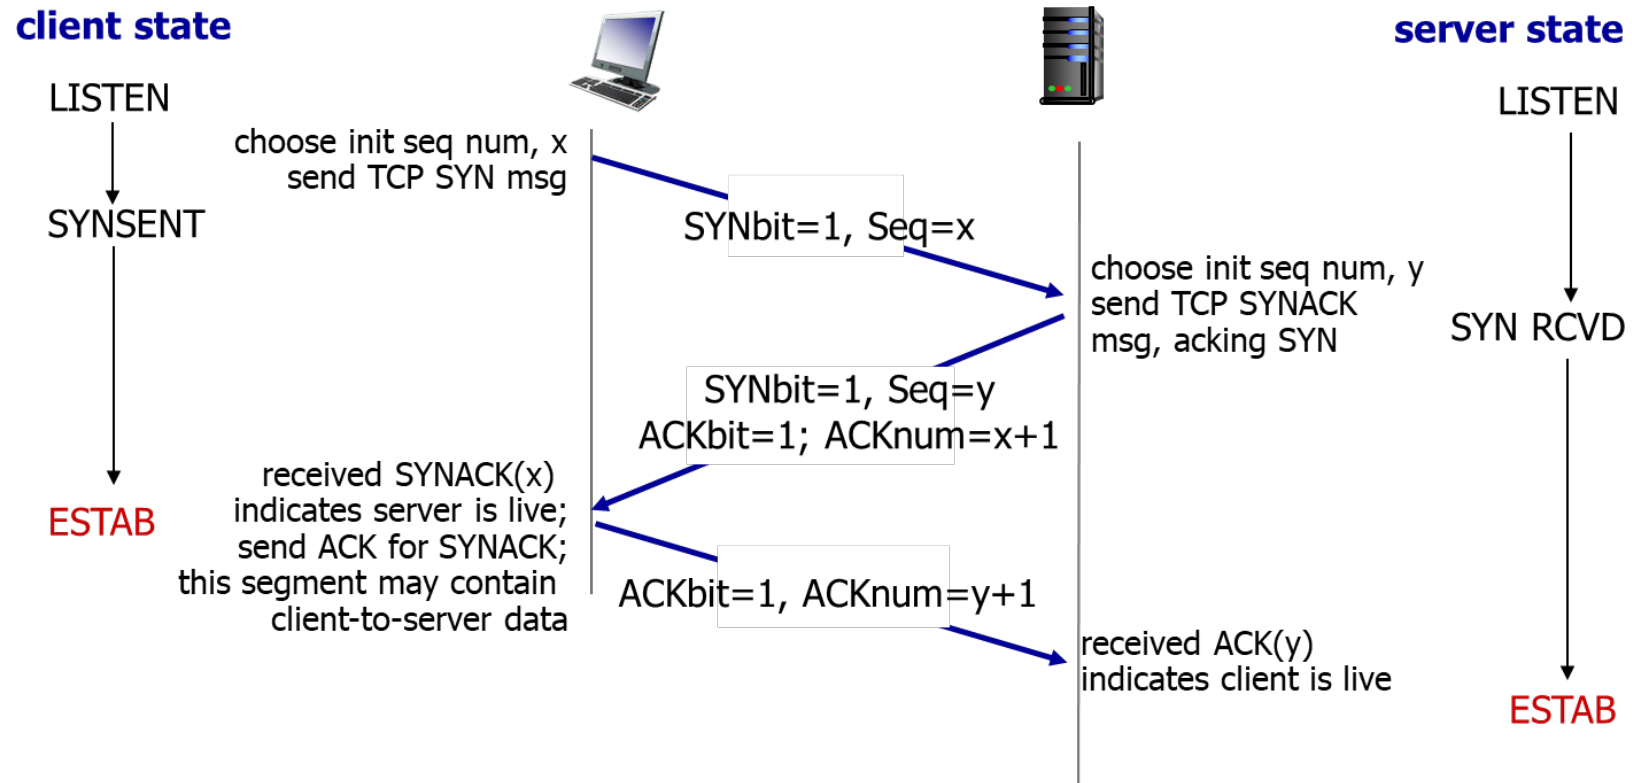 client state
server state
LISTEN
LISTEN
choose init seq num, x
send TCP SYN msg
SYNSENT
SYNbit=1, Seq=x
choose init seq num, y
send TCP SYNACK
msg, acking SYN
SYN RCVD
SYNbit=1, Seq=y
ACKbit=1; ACKnum=x+1
received SYNACK(x)
indicates server is live;
send ACK for SYNACK;
this segment may contain
client-to-server data
ESTAB
ACKbit=1, ACKnum=y+1
received ACK(y)
indicates client is live
ESTAB